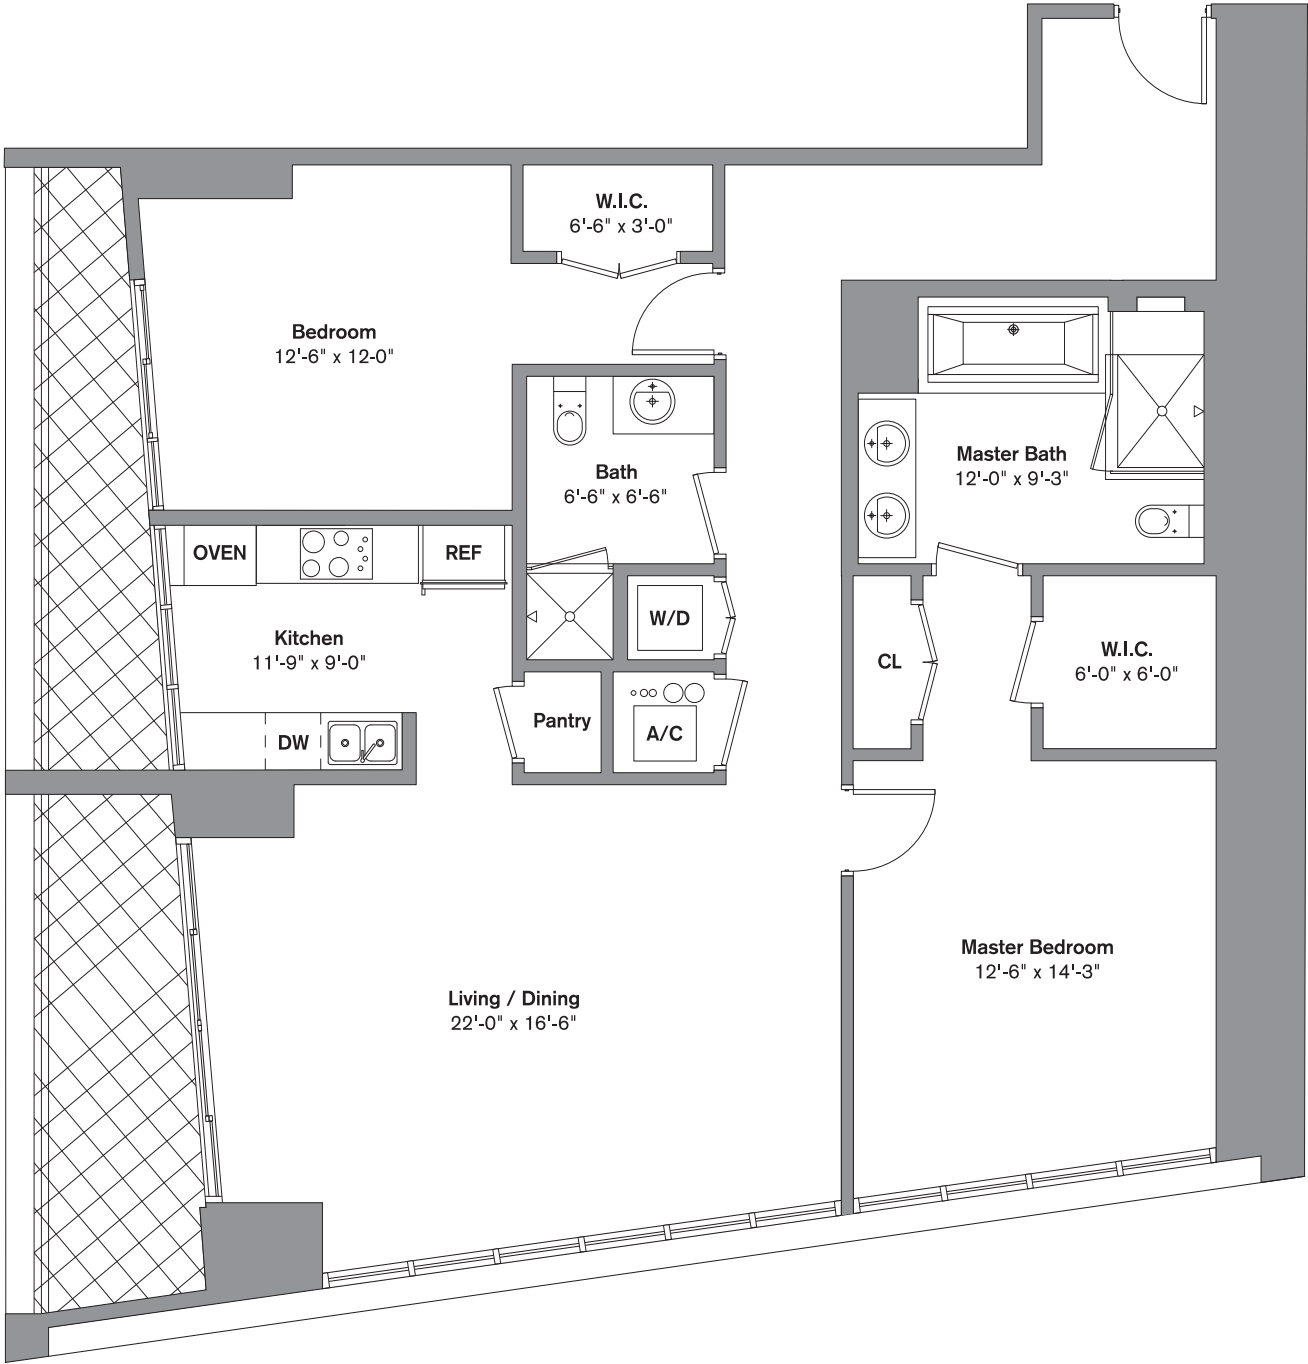 W.I.C.
6'-6" x 3'-0"
Bedroom
12'-6" x 12-0"
Master Bath
12'-0" x 9'-3"
Bath
6'-6" x 6'-6"
OVEN
REF
W/D
Kitchen
11'-9" x 9'-0"
CL
W.I.C.
6'-0" x 6'-0"
Pantry
A/C
DW
Master Bedroom
12'-6" x 14'-3"
Living / Dining
22'-0" x 16'-6"